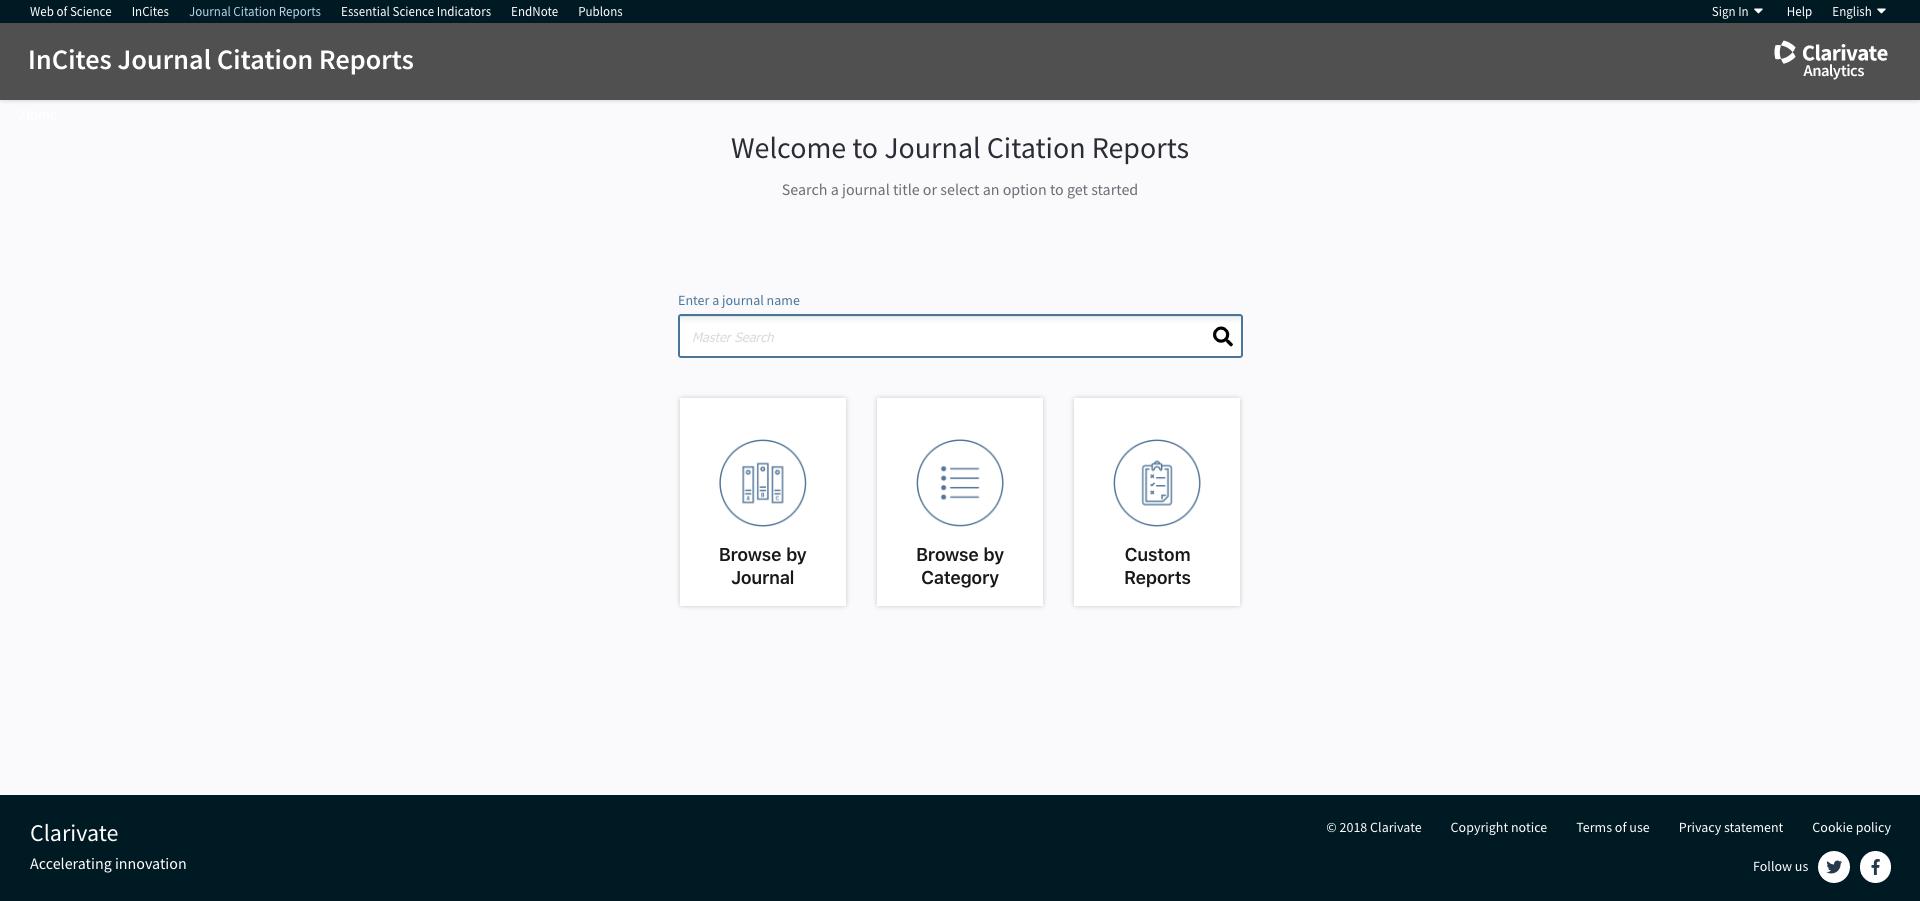 Web of Science InCites Journal Citation Reports Essential Science Indicators EndNote Publons Sign In Help English
InCites Journal Citation Reports
Clarivate
Analytics
Home
Welcome to Journal Citation Reports
Search a journal title or select an option to get started
Enter a journal name
Master Search
Browse by
Journal
Browse by
Category
Custom
Reports
Clarivate
Accelerating innovation
© 2018 Clarivate Copyright notice Terms of use Privacy statement Cookie policy
Follow us